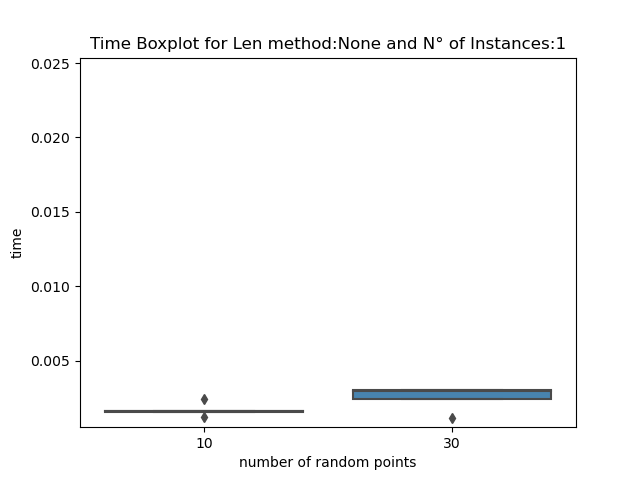 Time Boxplot for Len method:None and N° of Instances:1
0.025
0.020
0.015
0.010
0.005
time
10
30
number of random points